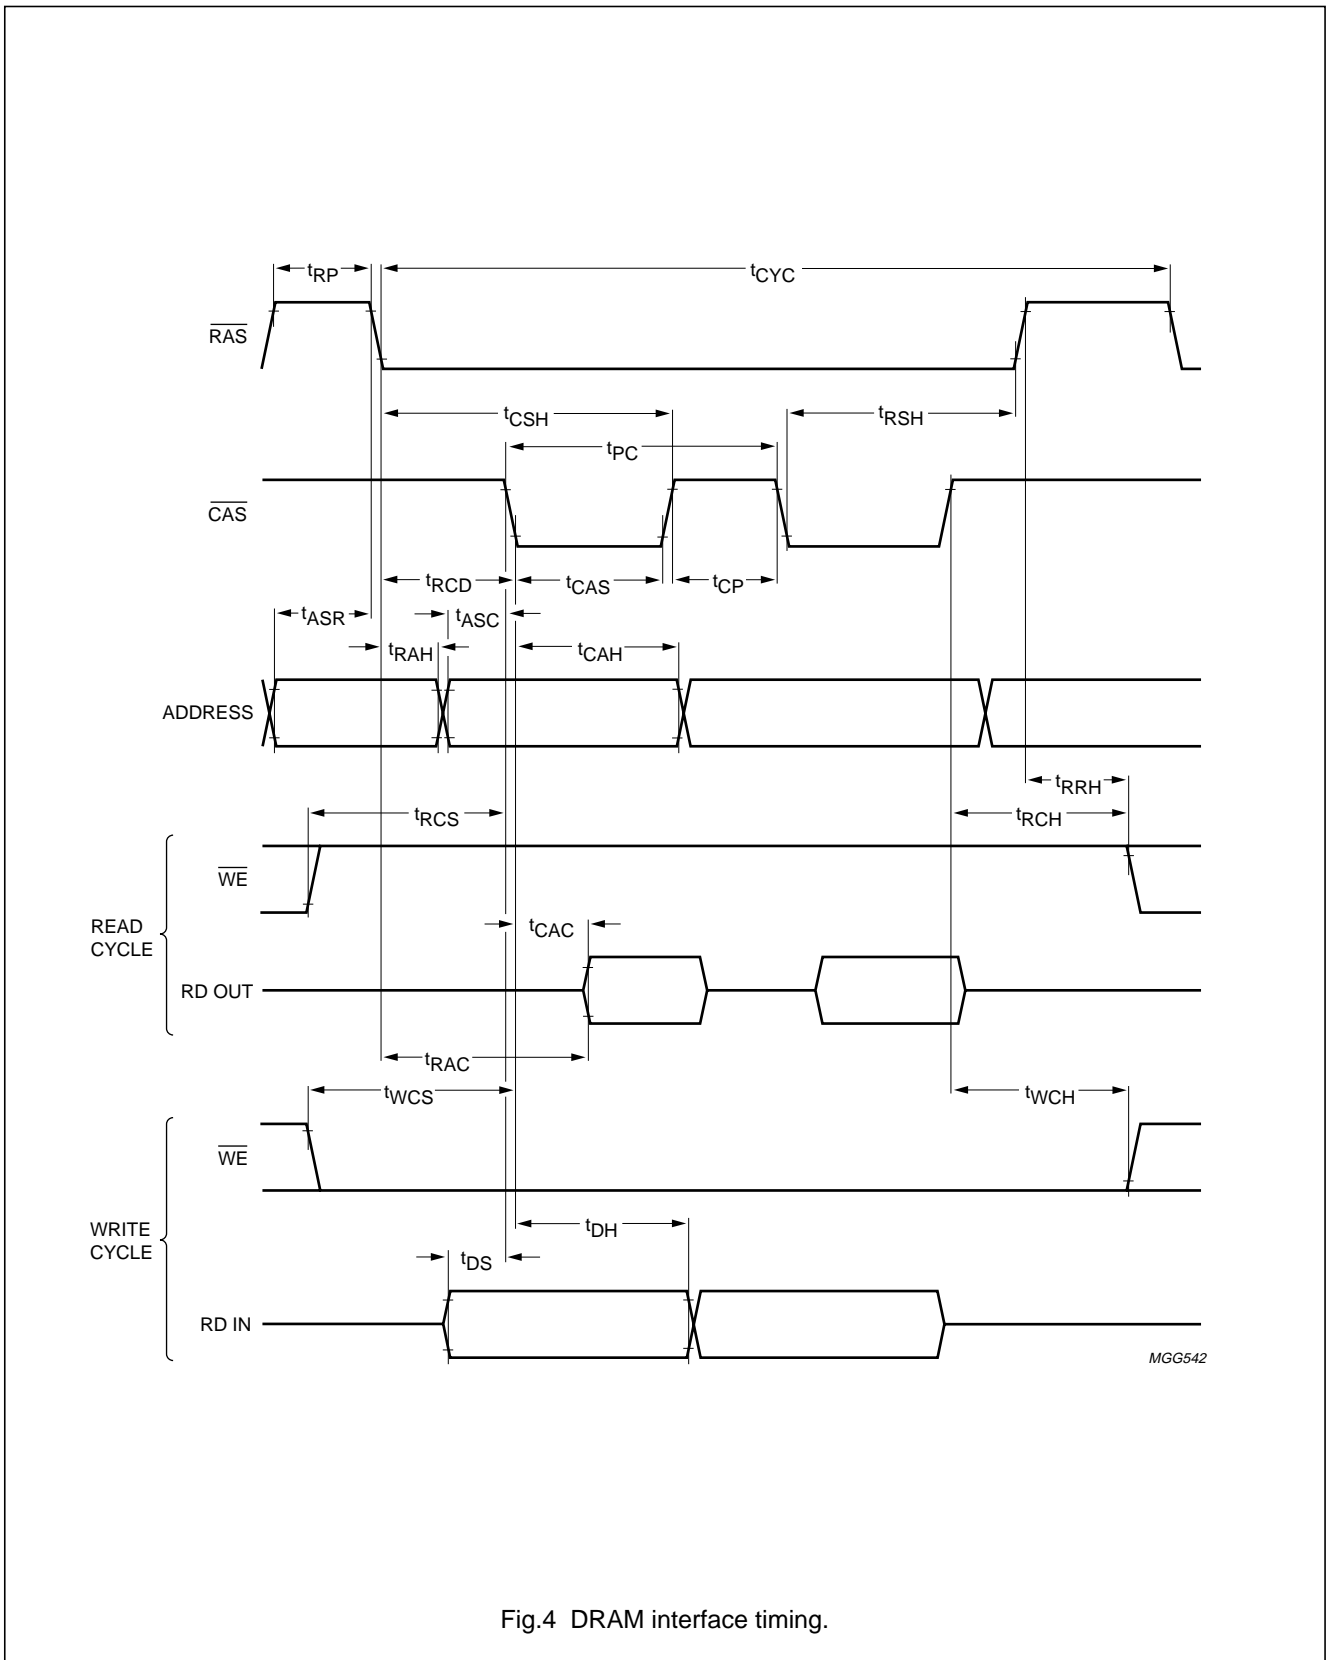 tRP
tCYC
RAS
tCSH
tRSH
tPC
CAS
tRCD
tCAS
tCP
tASR
tASC
tRAH
tCAH
ADDRESS
tRRH
tRCS
tRCH
WE
READ
CYCLE
tCAC
RD OUT
tRAC
tWCS
tWCH
WE
WRITE
CYCLE
tDH
tDS
RD IN
MGG542
Fig.4 DRAM interface timing.